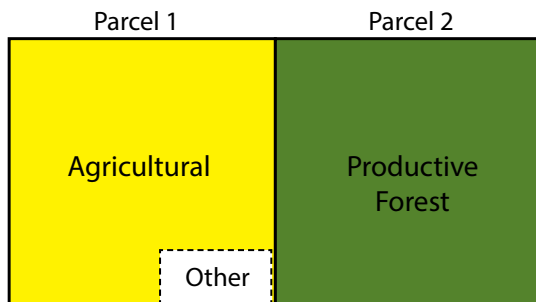 Parcel 1
Parcel 2
Agricultural
Productive
Forest
Other